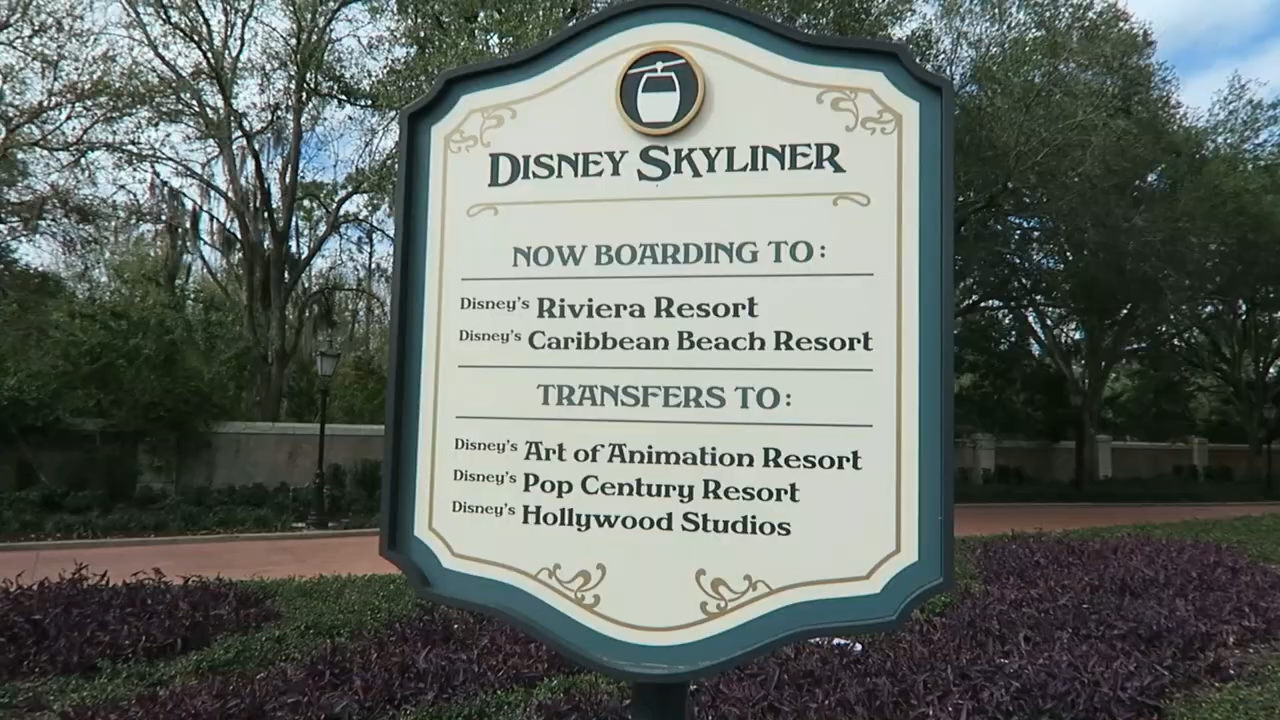 Disney Skyliner
NOW BOARDING TO:
Disney's Riviera Resort
Disney's Caribbean Beach Resort
TRANSFERS TO:
Disney's Art of Animation Resort
Disney's Pop Century Resort
Disney's Hollywood Studios